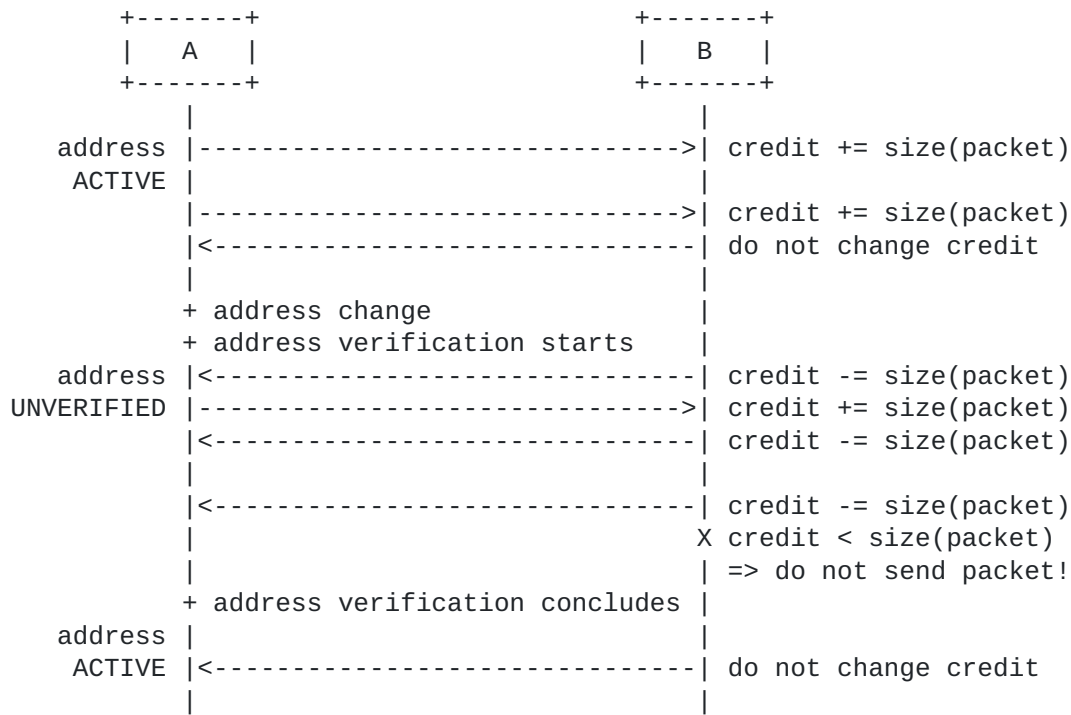 +-------+                        +-------+
|   A   |                        |   B   |
+-------+                        +-------+
|                                |
address |------------------------------->| credit += size(packet)
ACTIVE |                                |
|------------------------------->| credit += size(packet)
|<-------------------------------| do not change credit
|                                |
+ address change                 |
+ address verification starts    |
address |<-------------------------------| credit -= size(packet)
UNVERIFIED |------------------------------->| credit += size(packet)
|<-------------------------------| credit -= size(packet)
|                                |
|<-------------------------------| credit -= size(packet)
|                                X credit < size(packet)
|                                | => do not send packet!
+ address verification concludes |
address |                                |
ACTIVE |<-------------------------------| do not change credit
|                                |